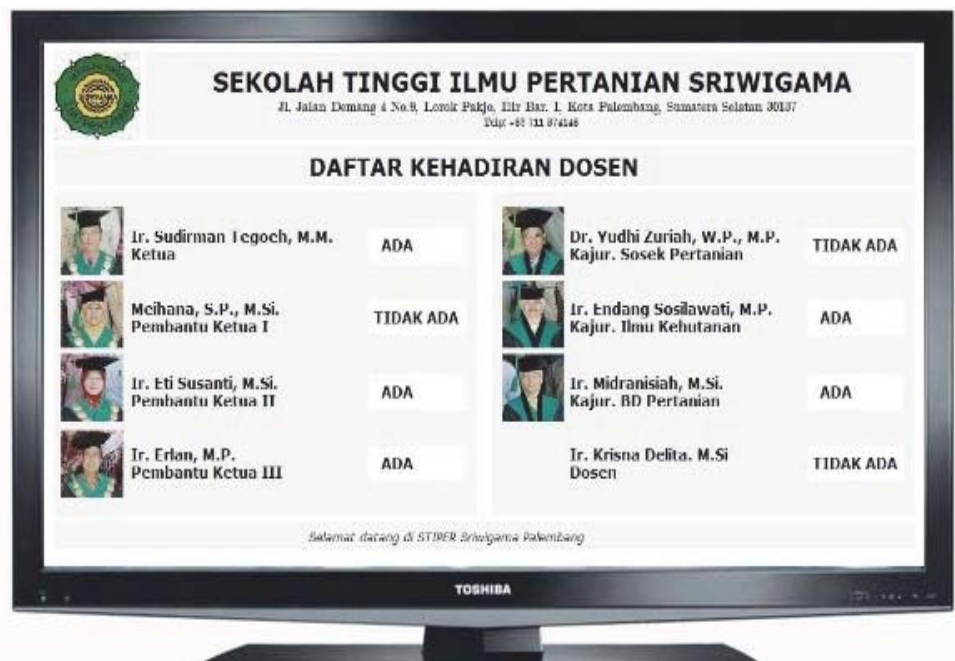 SEKOLAH TINGGI ILMU PERTANIAN SRIWIGAMA
Jl. Jalan Demang 4 No.9, Lorok Pakjo, Ilir Bar. I, Kota Palembang, Sumatera Selatan 30137
Telp: +62 711
DAFTAR KEHADIRAN DOSEN
Ir. Sudirman Tegoeh, M.M.
Ketua
ADA
Meihana, S.P., M.Si.
Pembantu Ketua I
TIDAK ADA
Ir. Eti Susanti, M.Si.
Pembantu Ketua II
ADA
Ir. Erlan, M.P.
Pembantu Ketua III
ADA
Dr. Yudhi Zuriah, W.P., M.P.
Kajur. Sosek Pertanian
TIDAK ADA
Ir. Endang Sosilawati, M.P.
Kajur. Ilmu Kehutanan
ADA
Ir. Midranisiah, M.Si.
Kajur. BD Pertanian
ADA
Ir. Krisna Delita. M.Si
Dosen
TIDAK ADA
Selamat datang di STIPER Sriwigama Palembang
TOSHIBA